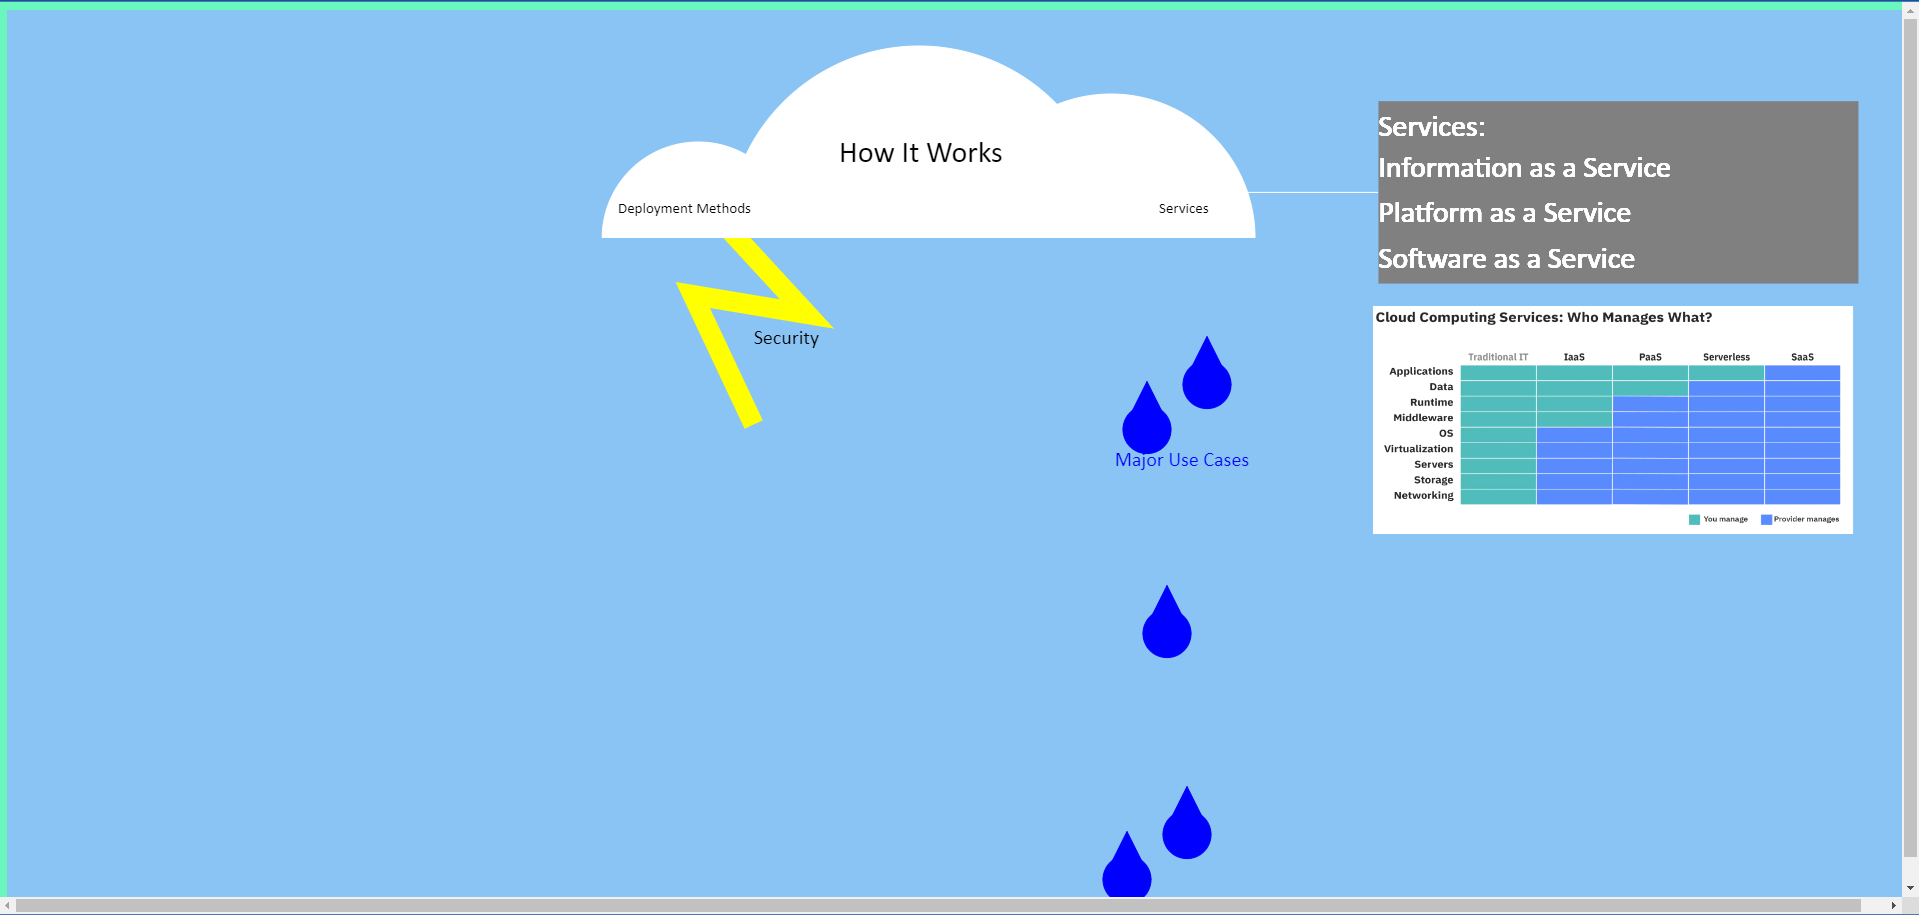 How It Works
Deployment Methods
Services
Security
Major Use Cases
Services:
Information as a Service
Platform as a Service
Software as a Service
Cloud Computing Services: Who Manages What?
Traditional IT IaaS PaaS Serverless SaaS
Applications
Data
Runtime
Middleware
OS
Virtualization
Servers
Storage
Networking
You manage Provider manages